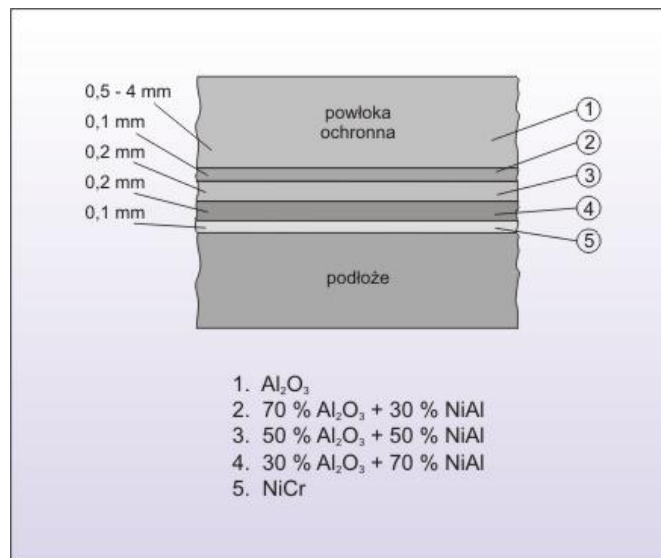 0,5 - 4 mm
0,1 mm
0,2 mm
0,2 mm
0,1 mm
powłoka
ochronna
1
2
3
4
5
podłoże
1. Al₂O₃
2. 70 % Al₂O₃ + 30 % NiAl
3. 50 % Al₂O₃ + 50 % NiAl
4. 30 % Al₂O₃ + 70 % NiAl
5. NiCr